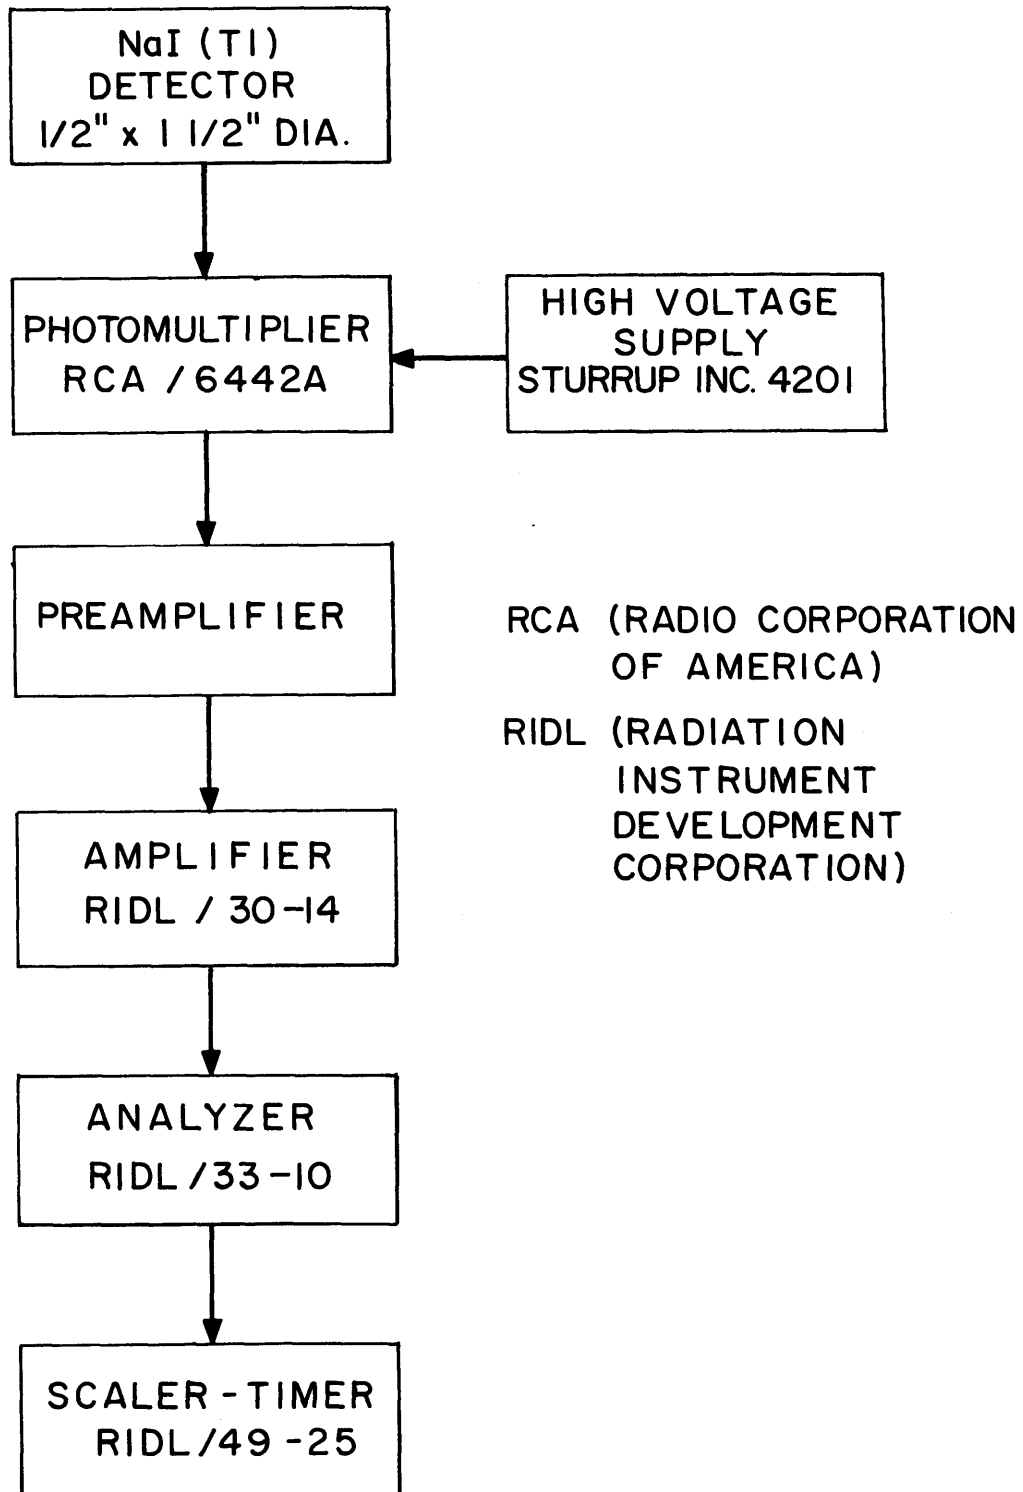 NaI (Tl)
DETECTOR
1/2" x 1 1/2" DIA.
PHOTOMULTIPLIER
RCA / 6442A
HIGH VOLTAGE
SUPPLY
STURRUP INC. 4201
PREAMPLIFIER
RCA (RADIO CORPORATION
OF AMERICA)
RIDL (RADIATION
INSTRUMENT
DEVELOPMENT
CORPORATION)
AMPLIFIER
RIDL / 30-14
ANALYZER
RIDL / 33-10
SCALER-TIMER
RIDL/49-25